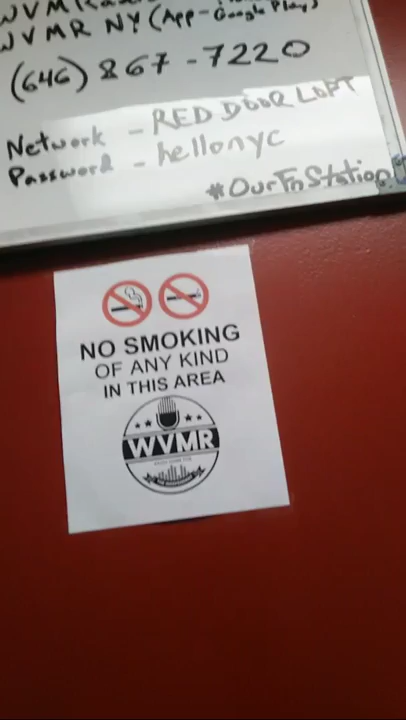 WVMR NY (App-Google Play)
(646) 867-7220
Network - RED DOOR LOFT
Password - hellonyc
#OurFnStation
NO SMOKING
OF ANY KIND
IN THIS AREA
WVMR